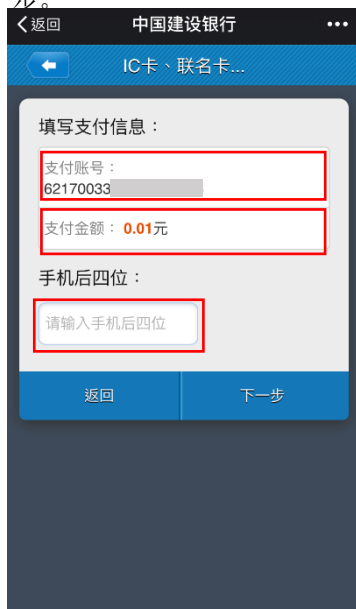 返回 中国建设银行 •••
IC卡、联名卡...
填写支付信息：
支付账号：
62170033
支付金额：0.01元
手机后四位：
请输入手机后四位
返回 下一步